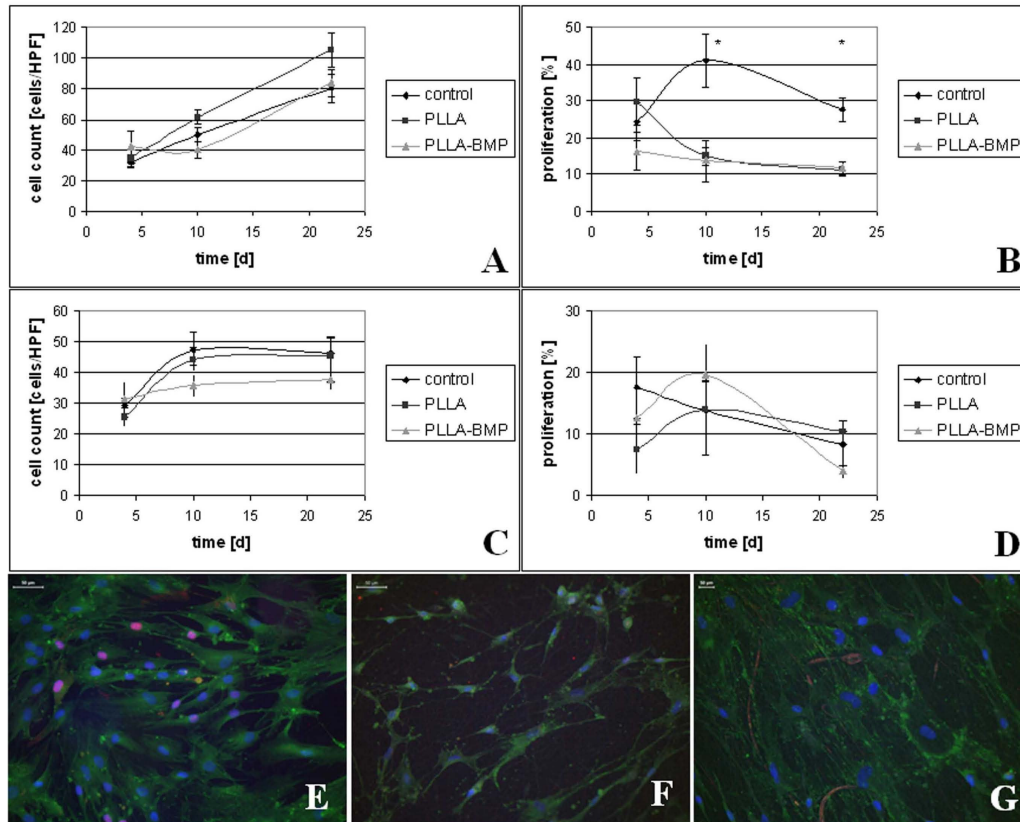 cell count [cells/HPF]
120
100
80
60
40
20
0
0 5 10 15 20 25
time [d]
control
PLLA
PLLA-BMP
A
proliferation [%]
50
40
30
20
10
0
* *
0 5 10 15 20 25
time [d]
control
PLLA
PLLA-BMP
B
cell count [cells/HPF]
60
50
40
30
20
10
0
0 5 10 15 20 25
time [d]
control
PLLA
PLLA-BMP
C
proliferation [%]
30
20
10
0
0 5 10 15 20 25
time [d]
control
PLLA
PLLA-BMP
D
50 µm
E
F
G